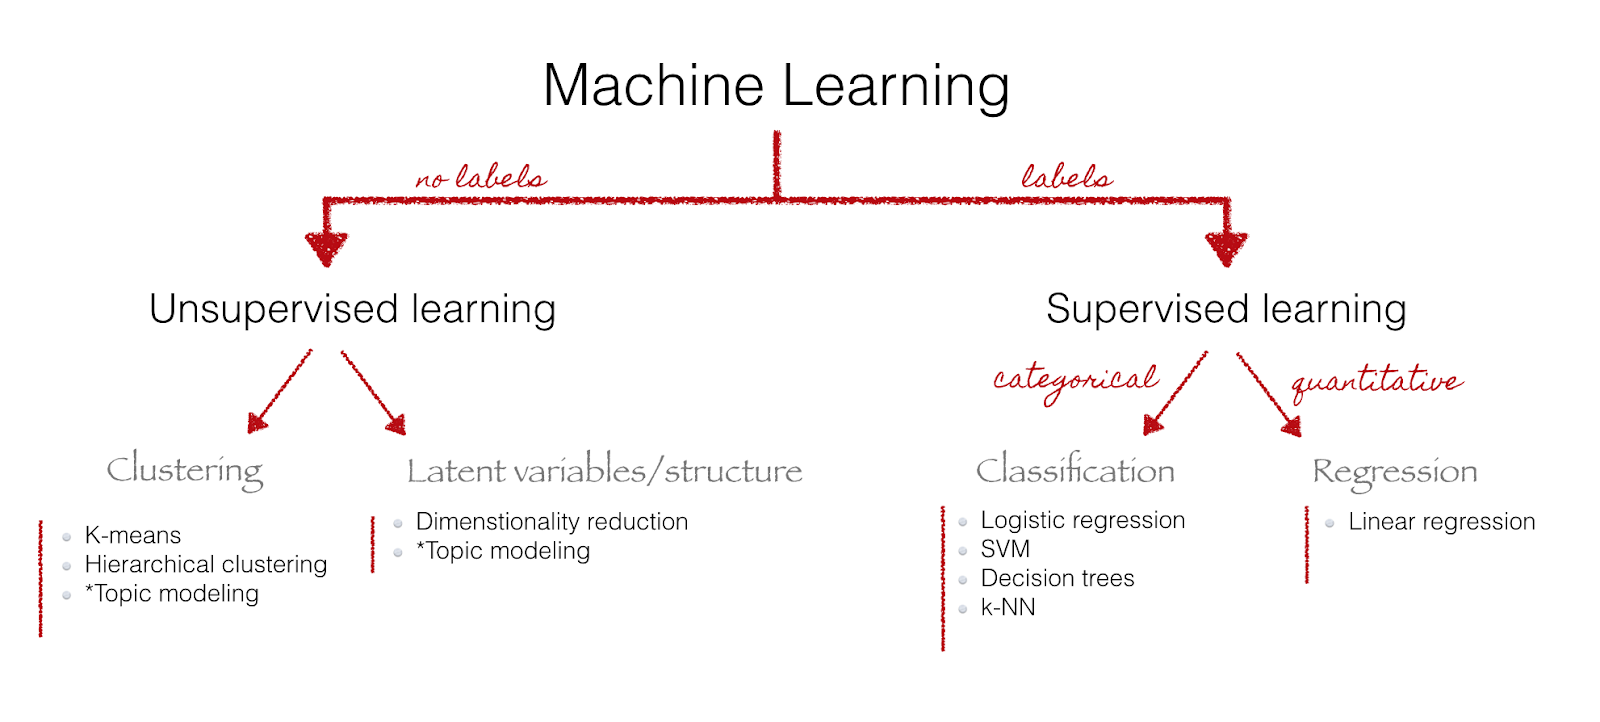 Machine Learning
no labels
labels
Unsupervised learning
Supervised learning
categorical
quantitative
Clustering
Latent variables/structure
Classification
Regression
K-means
Hierarchical clustering
*Topic modeling
Dimenstionality reduction
*Topic modeling
Logistic regression
SVM
Decision trees
k-NN
Linear regression